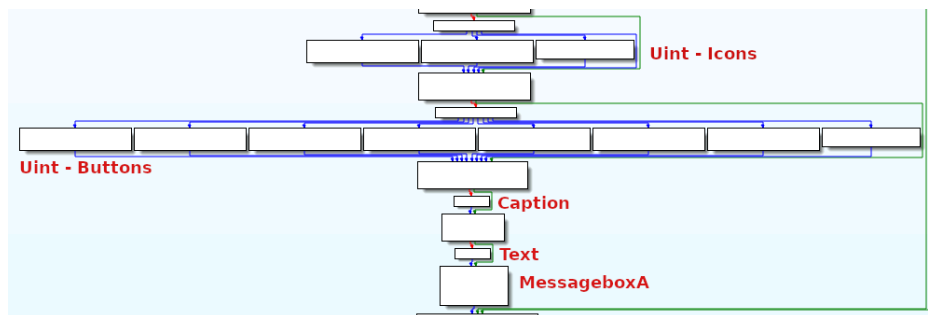 Uint - Icons
Uint - Buttons
Caption
Text
MessageboxA